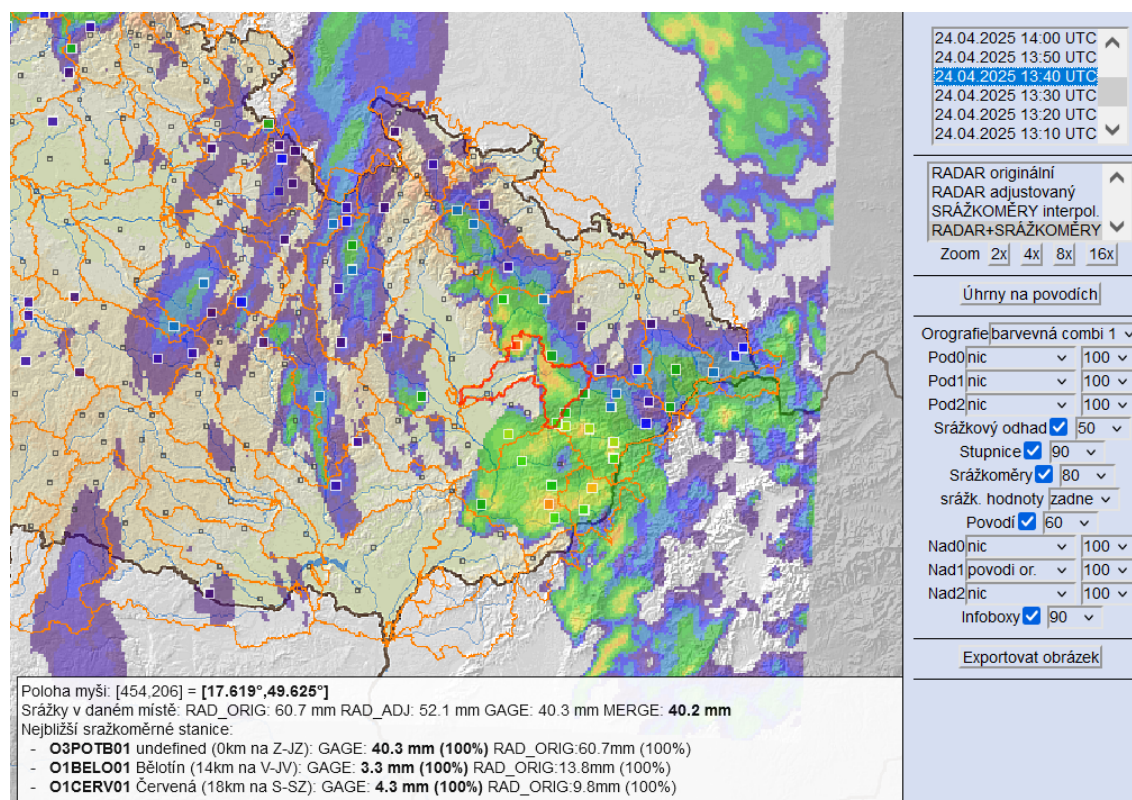 24.04.2025 14:00 UTC
24.04.2025 13:50 UTC
24.04.2025 13:40 UTC
24.04.2025 13:30 UTC
24.04.2025 13:20 UTC
24.04.2025 13:10 UTC
RADAR originální
RADAR adjustovaný
SRÁŽKOMĚRY interpol.
RADAR+SRÁŽKOMĚRY
Zoom 2x 4x 8x 16x
Úhrny na povodích
Orografie barvevná combi 1
Pod0 nic 100
Pod1 nic 100
Pod2 nic 100
Srážkový odhad 50
Stupnice 90
Srážkoměry 80
srážk. hodnoty zadne
Povodí 60
Nad0 nic 100
Nad1 povodi or. 100
Nad2 nic 100
Infoboxy 90
Exportovat obrázek
Poloha myši: [454,206] = [17.619°,49.625°]
Srážky v daném místě: RAD_ORIG: 60.7 mm RAD_ADJ: 52.1 mm GAGE: 40.3 mm MERGE: 40.2 mm
Nejbližší sražkoměrné stanice:
- O3POTB01 undefined (0km na Z-JZ): GAGE: 40.3 mm (100%) RAD_ORIG:60.7mm (100%)
- O1BELO01 Bělotín (14km na V-JV): GAGE: 3.3 mm (100%) RAD_ORIG:13.8mm (100%)
- O1CERV01 Červená (18km na S-SZ): GAGE: 4.3 mm (100%) RAD_ORIG:9.8mm (100%)